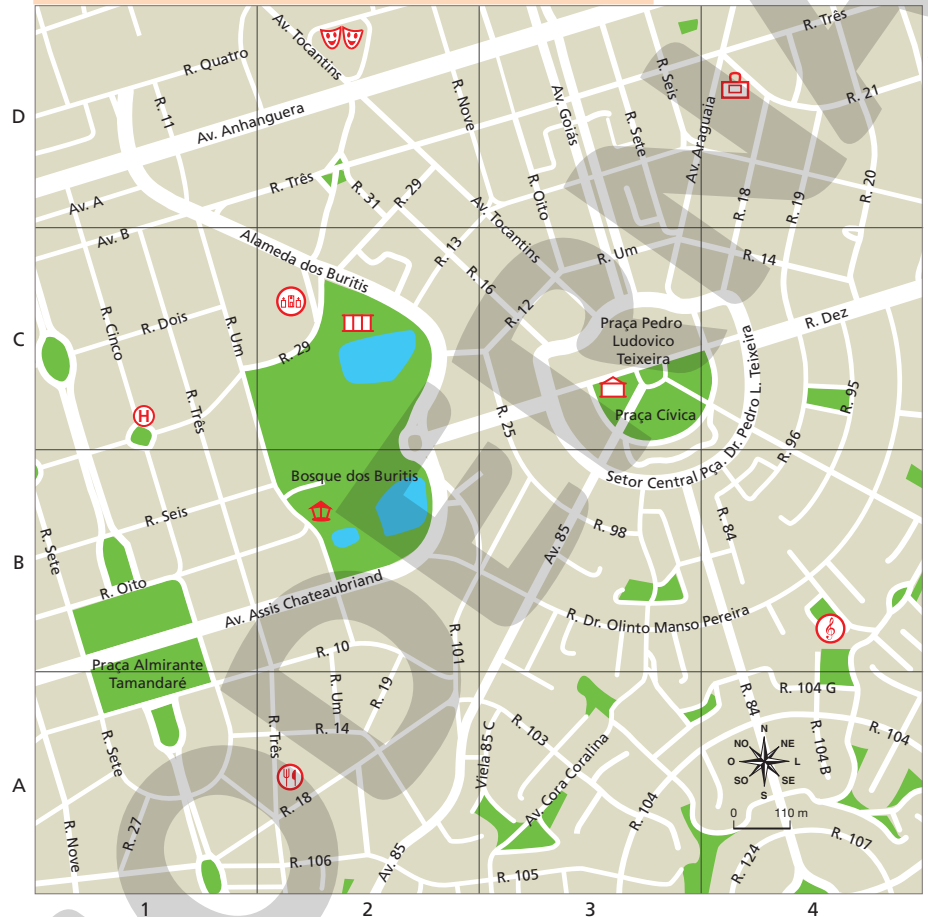 Av. Tocantins
R. Três
R. Quatro
R. 11
Av. Anhanguera
R. Nove
Av. Goiás
R. Seis
R. Sete
Av. Araguaia
R. 21
D
R. Três
R. 31
R. 29
R. Oito
R. 18
R. 19
R. 20
Av. A
Av. B
Av. Tocantins
Alameda dos Buritis
R. 13
R. 16
R. Um
R. 14
R. 12
R. Cinco
R. Dois
R. Um
R. 29
Praça Pedro
Ludovico
Teixeira
R. Dez
C
H
R. Três
R. 25
Praça Cívica
Setor Central Pça. Dr. Pedro L. Teixeira
R. 95
R. 96
Bosque dos Buritis
R. Seis
R. Sete
Av. 85
R. 98
R. 84
B
R. Oito
Av. Assis Chateaubriand
R. Dr. Olinto Manso Pereira
R. 10
R. 101
Praça Almirante
Tamandaré
R. Um
R. 19
R. 84
R. 104 G
R. Sete
R. Três
R. 14
Viela 85 C
R. 103
Av. Cora Coralina
R. 104 B
R. 104
N
NO
NE
O
L
SO
SE
S
A
R. 18
R. 104
0
110 m
R. Nove
R. 27
R. 106
Av. 85
R. 105
R. 124
R. 107
1
2
3
4